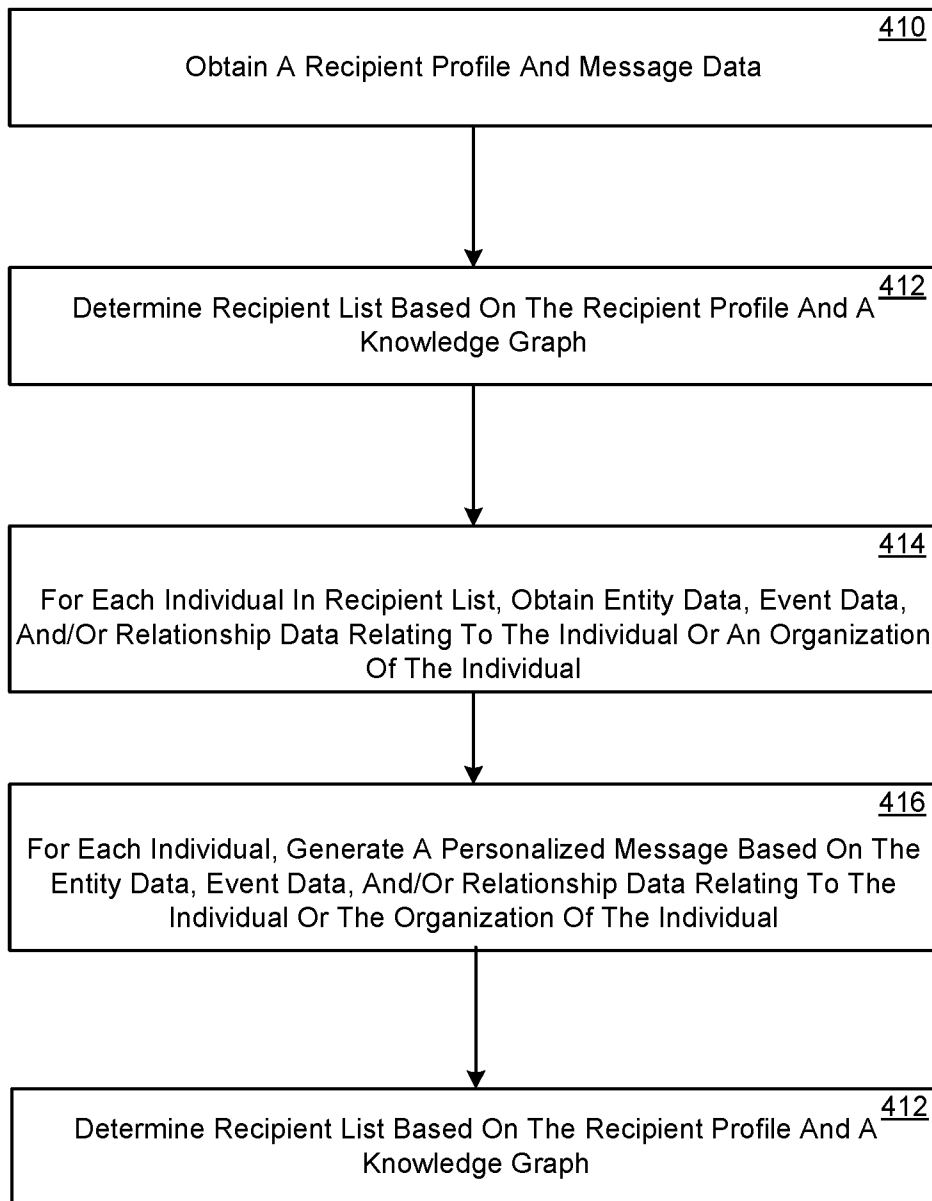 410
Obtain A Recipient Profile And Message Data
412
Determine Recipient List Based On The Recipient Profile And A
Knowledge Graph
414
For Each Individual In Recipient List, Obtain Entity Data, Event Data,
And/Or Relationship Data Relating To The Individual Or An Organization
Of The Individual
416
For Each Individual, Generate A Personalized Message Based On The
Entity Data, Event Data, And/Or Relationship Data Relating To The
Individual Or The Organization Of The Individual
412
Determine Recipient List Based On The Recipient Profile And A
Knowledge Graph